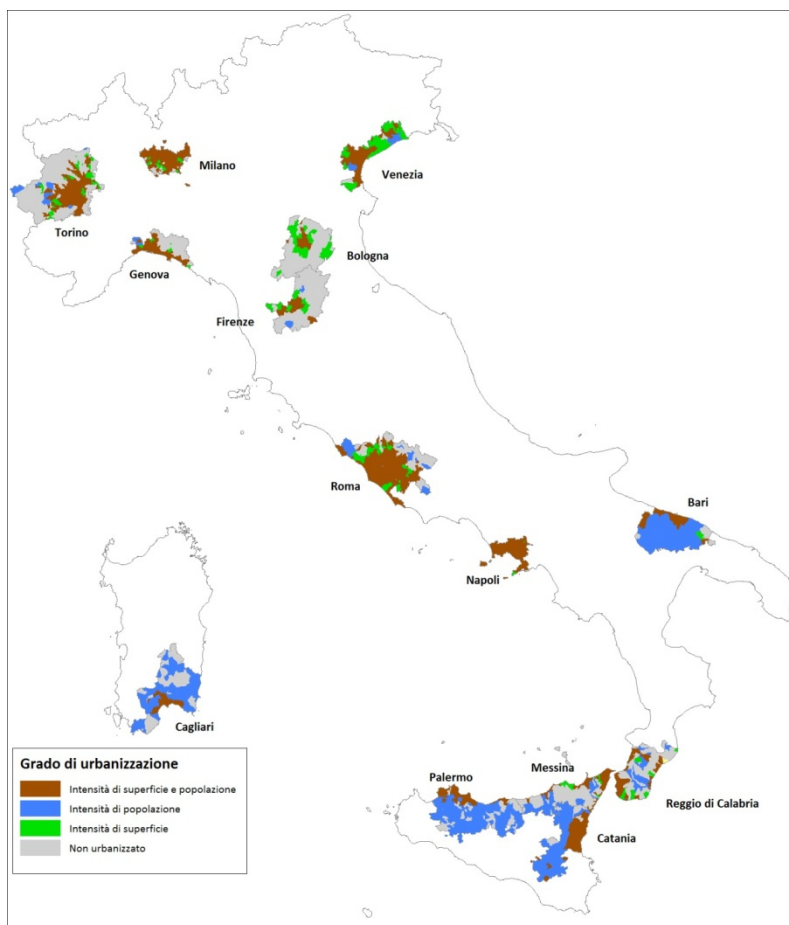 Milano
Venezia
Torino
Bologna
Genova
Firenze
Roma
Bari
Napoli
Cagliari
Grado di urbanizzazione
Intensità di superficie e popolazione
Intensità di popolazione
Intensità di superficie
Non urbanizzato
Messina
Palermo
Reggio di Calabria
Catania